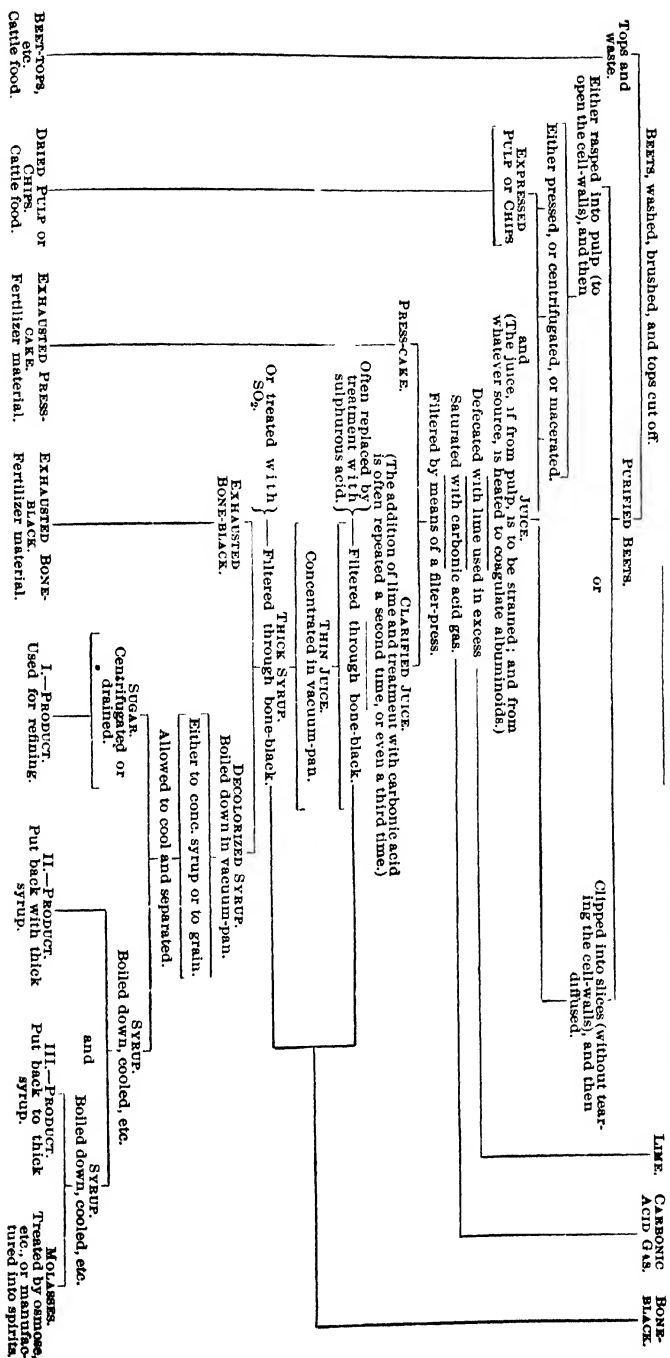 BEETS, washed, brushed, and tops cut off.
LIME.
CARBONIC
ACID GAS.
BONE-
BLACK.
Tops and
waste.
PURIFIED BEETS.
Either rasped into pulp (to
open the cell-walls), and then
or
Clipped into slices (without tear-
ing the cell-walls), and then
diffused.
Either pressed, or centrifugated, or macerated.
EXPRESSED
PULP OR CHIPS
and
JUICE.
(The juice, if from pulp, is to be strained; and from
whatever source, is heated to coagulate albuminoids.)
Defecated with lime used in excess
Saturated with carbonic acid gas.
Filtered by means of a filter-press.
PRESS-CAKE.
CLARIFIED JUICE.
(The addition of lime and treatment with carbonic acid
is often repeated a second time, or even a third time.)
Often replaced by
treatment with
sulphurous acid.
Filtered through bone-black.
THIN JUICE.
Concentrated in vacuum-pan.
THICK SYRUP.
Or treated with
SO₂.
Filtered through bone-black.
EXHAUSTED
BONE-BLACK.
DECOLORIZED SYRUP.
Boiled down in vacuum-pan.
Either to conc. syrup or to grain.
Allowed to cool and separated.
SUGAR.
Centrifugated or
drained.
SYRUP.
Boiled down, cooled, etc.
and
SYRUP.
Boiled down, cooled, etc.
BEET-TOPS,
etc.
Cattle food.
DRIED PULP OR
CHIPS.
Cattle food.
EXHAUSTED PRESS-
CAKE.
Fertilizer material.
EXHAUSTED BONE-
BLACK.
Fertilizer material.
I.—PRODUCT.
Used for refining.
II.—PRODUCT.
Put back with thick
syrup.
III.—PRODUCT.
Put back to thick
syrup.
MOLASSES.
Treated by osmose,
etc., or manufac-
tured into spirits.